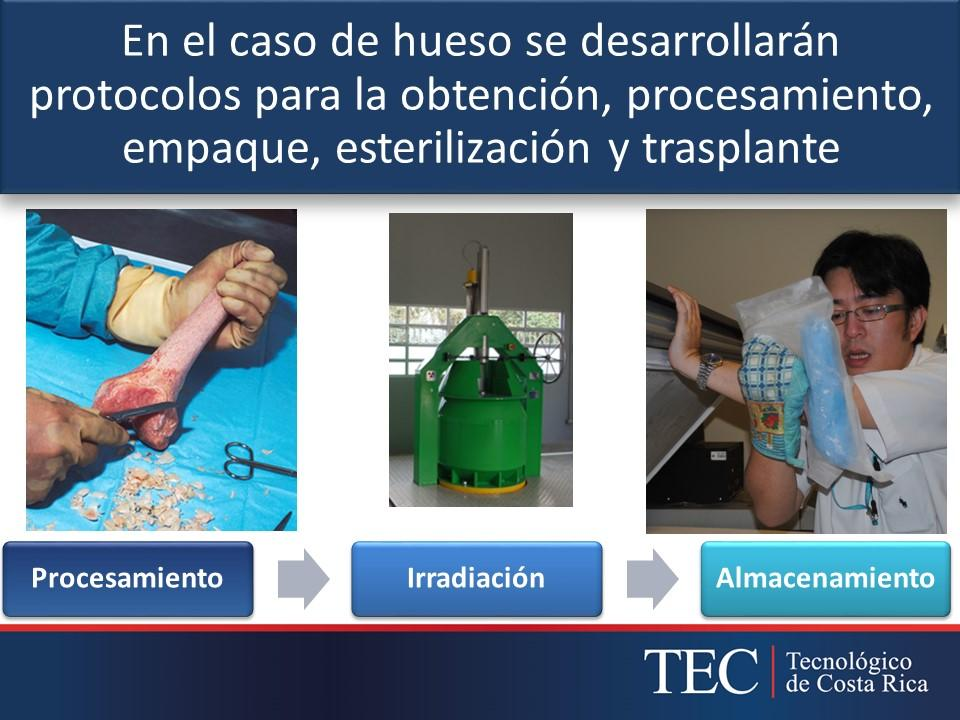 En el caso de hueso se desarrollarán
protocolos para la obtención, procesamiento,
empaque, esterilización y trasplante
Procesamiento
Irradiación
Almacenamiento
TEC
Tecnológico
de Costa Rica